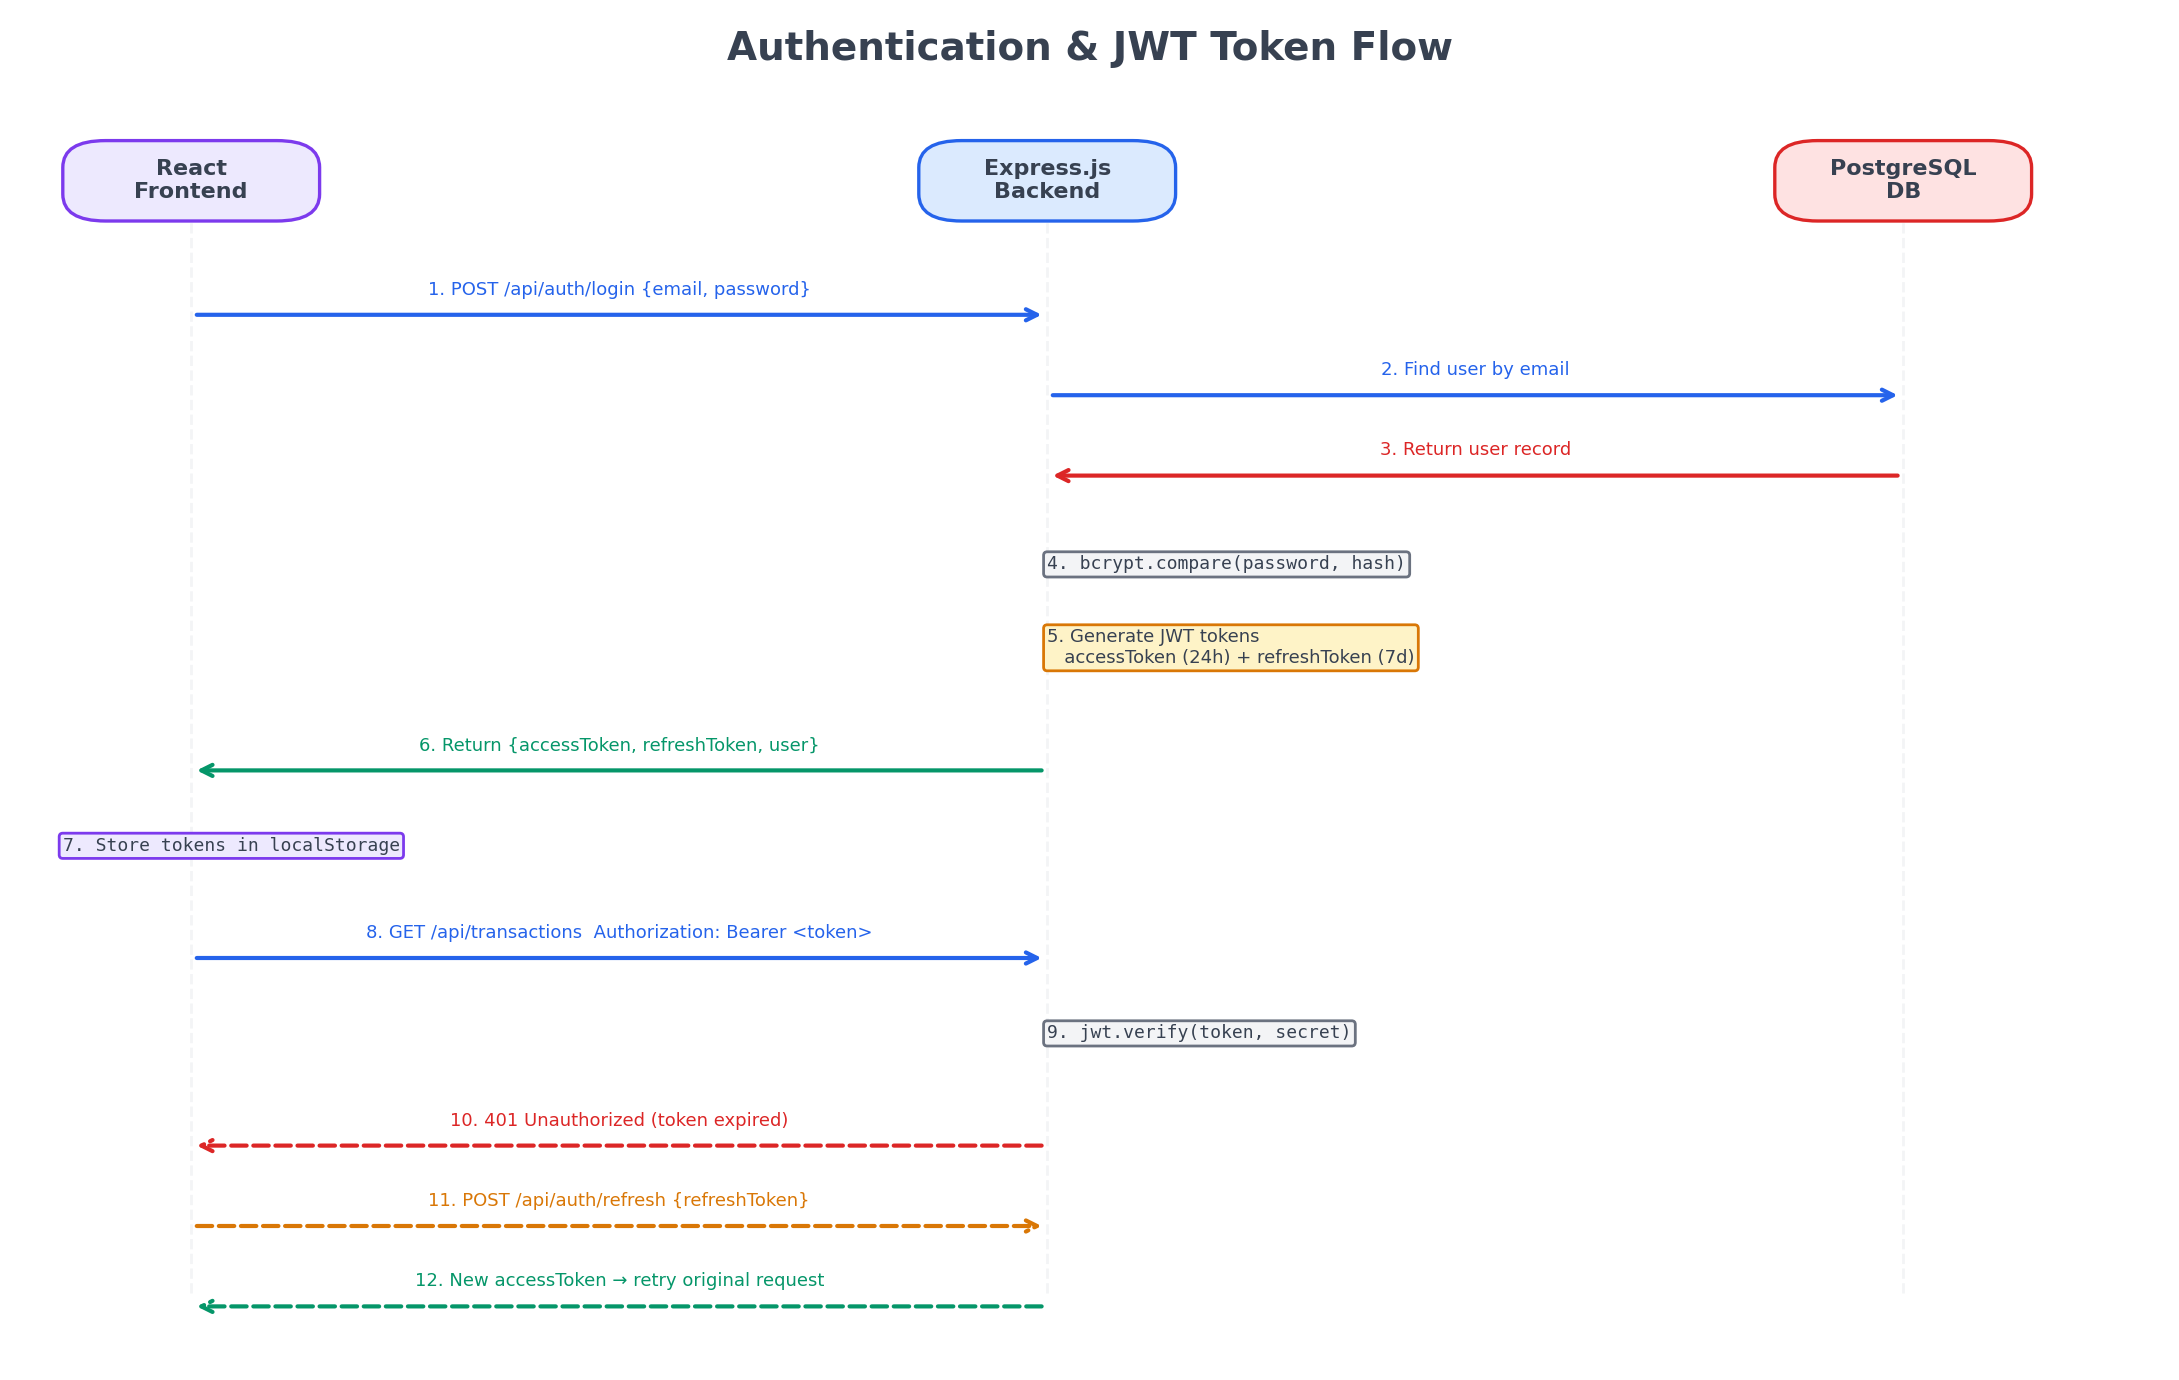 Authentication & JWT Token Flow
React
Frontend
Express.js
Backend
PostgreSQL
DB
1. POST /api/auth/login {email, password}
2. Find user by email
3. Return user record
4. bcrypt.compare(password, hash)
5. Generate JWT tokens
accessToken (24h) + refreshToken (7d)
6. Return {accessToken, refreshToken, user}
7. Store tokens in localStorage
8. GET /api/transactions  Authorization: Bearer <token>
9. jwt.verify(token, secret)
10. 401 Unauthorized (token expired)
11. POST /api/auth/refresh {refreshToken}
12. New accessToken → retry original request